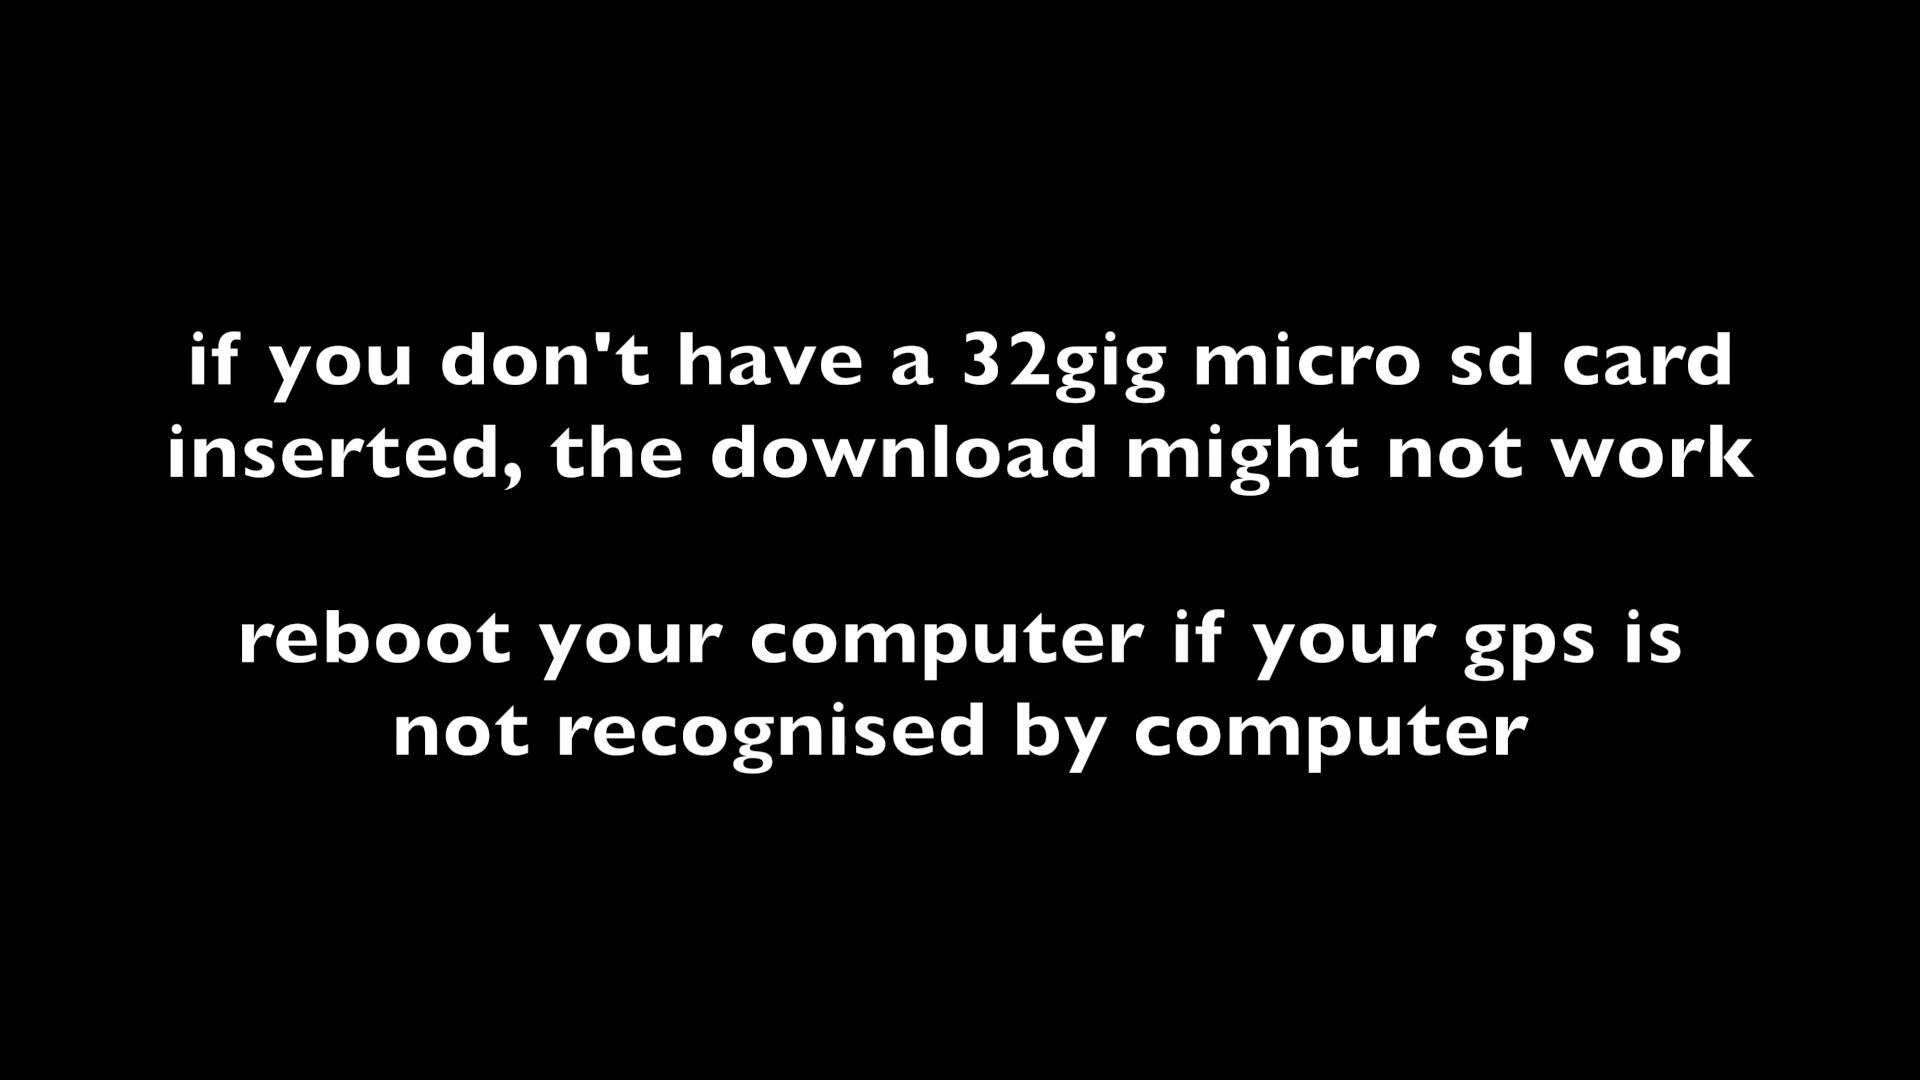 if you don't have a 32gig micro sd card
inserted, the download might not work
reboot your computer if your gps is
not recognised by computer